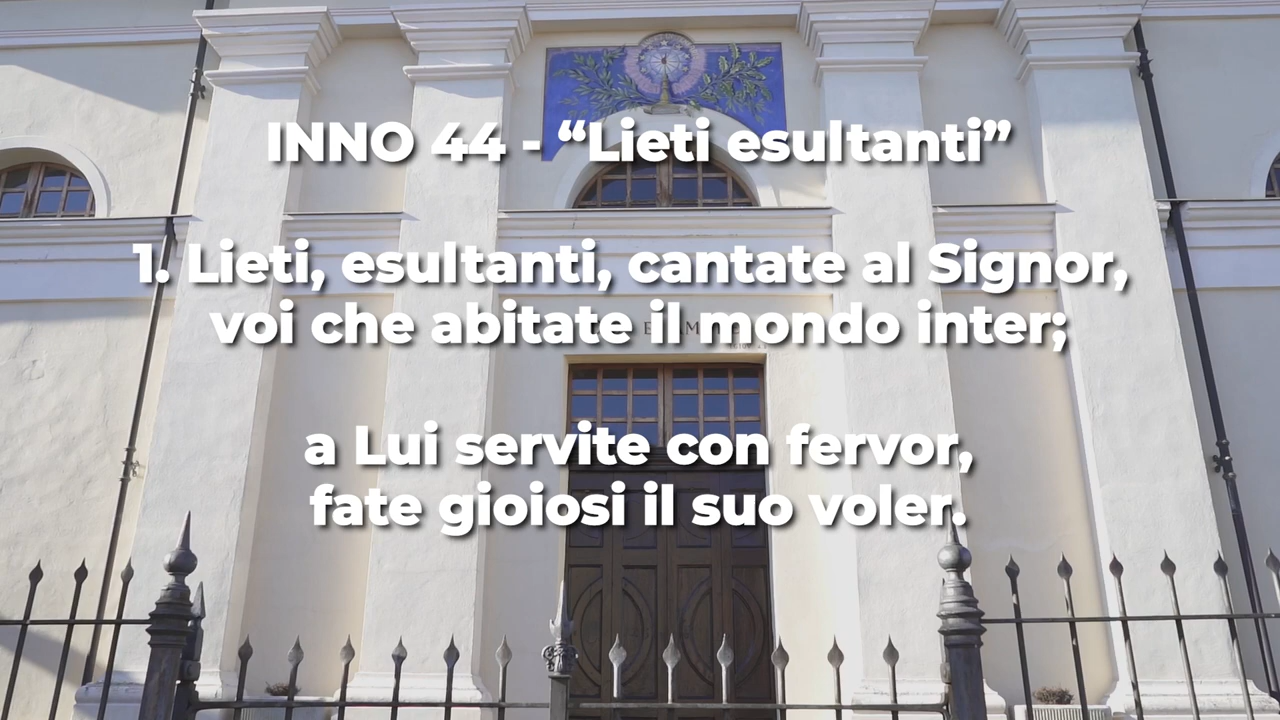 INNO 44 - “Lieti esultanti”
1. Lieti, esultanti, cantate al Signor,
voi che abitate il mondo inter;
a Lui servite con fervor,
fate gioiosi il suo voler.